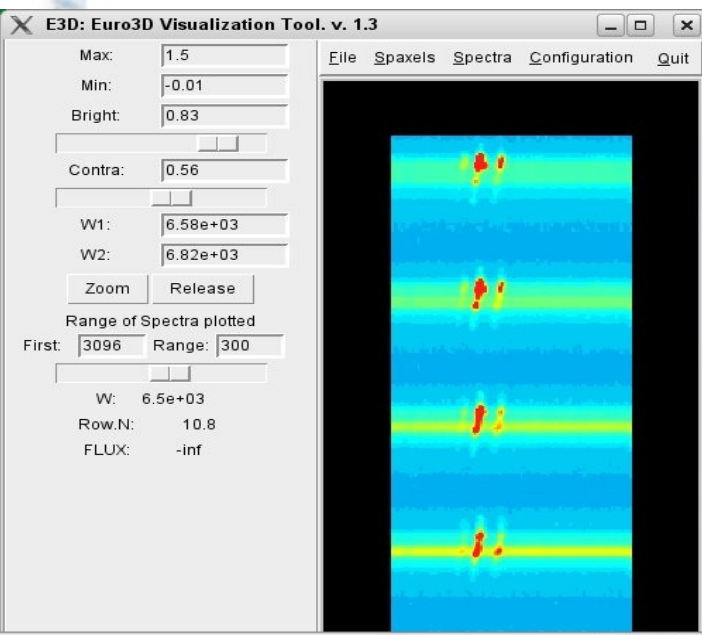 E3D: Euro3D Visualization Tool. v. 1.3
Max: 1.5
Min: -0.01
Bright: 0.83
Contra: 0.56
W1: 6.58e+03
W2: 6.82e+03
Zoom Release
Range of Spectra plotted
First: 3096 Range: 300
W: 6.5e+03
Row.N: 10.8
FLUX: -inf
File Spaxels Spectra Configuration Quit